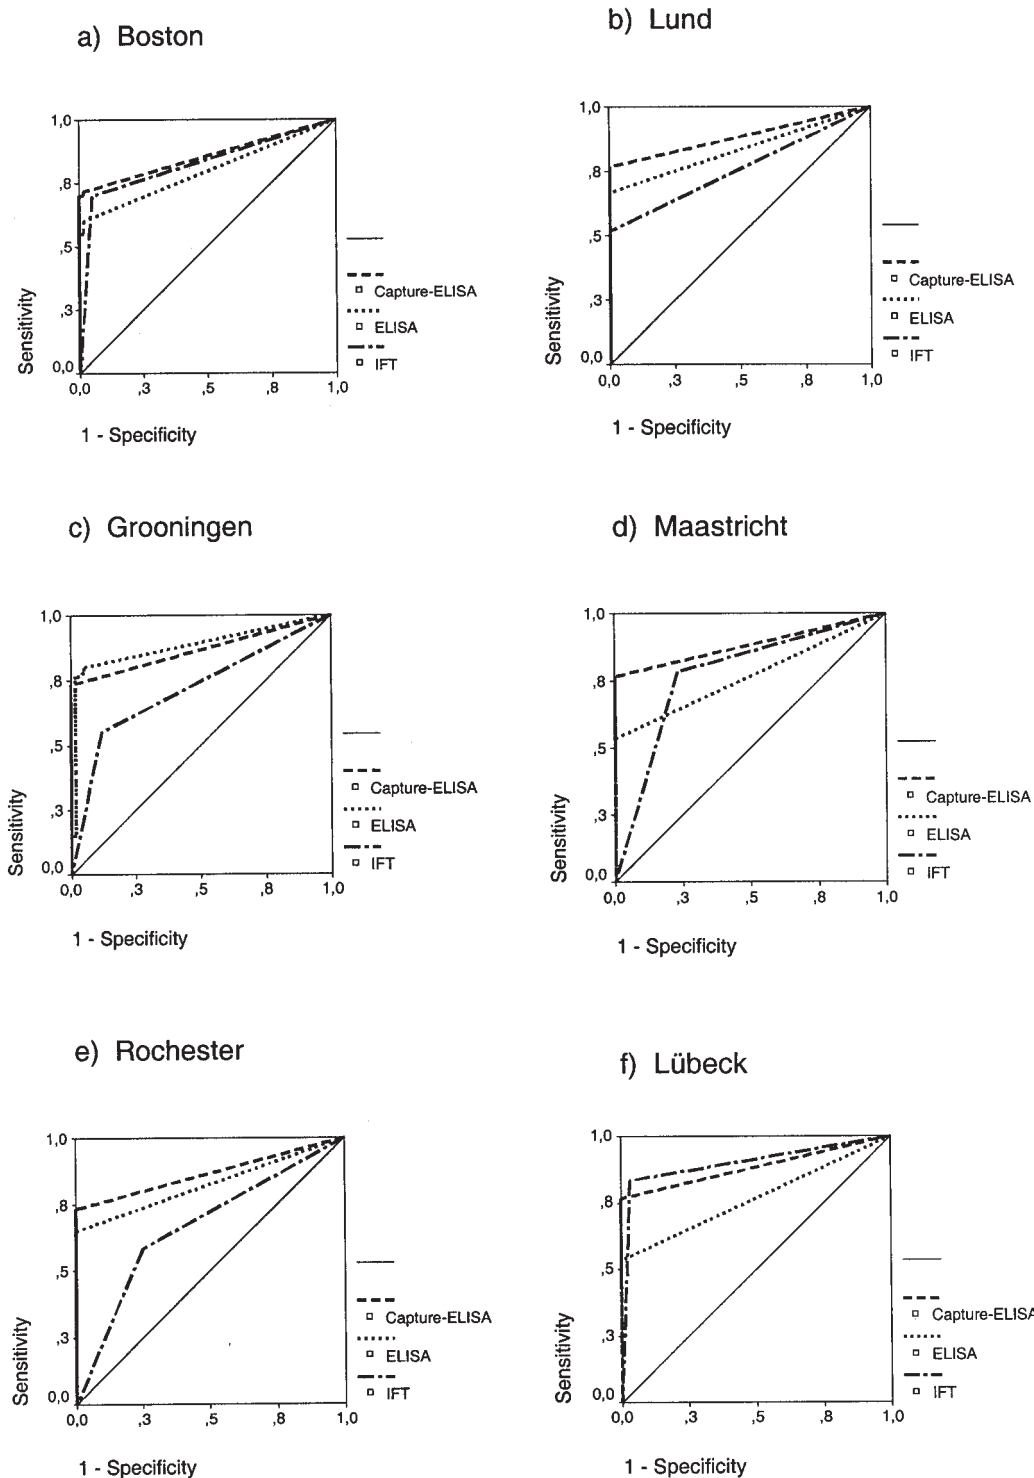 a) Boston
1,0
,8
,5
,3
0,0
Sensitivity
0,0 ,3 ,5 ,8 1,0
1 - Specificity
Capture-ELISA
ELISA
IFT
b) Lund
1,0
,8
,5
,3
0,0
Sensitivity
0,0 ,3 ,5 ,8 1,0
1 - Specificity
Capture-ELISA
ELISA
IFT
c) Grooningen
1,0
,8
,5
,3
0,0
Sensitivity
0,0 ,3 ,5 ,8 1,0
1 - Specificity
Capture-ELISA
ELISA
IFT
d) Maastricht
1,0
,8
,5
,3
0,0
Sensitivity
0,0 ,3 ,5 ,8 1,0
1 - Specificity
Capture-ELISA
ELISA
IFT
e) Rochester
1,0
,8
,5
,3
0,0
Sensitivity
0,0 ,3 ,5 ,8 1,0
1 - Specificity
Capture-ELISA
ELISA
IFT
f) Lübeck
1,0
,8
,5
,3
0,0
Sensitivity
0,0 ,3 ,5 ,8 1,0
1 - Specificity
Capture-ELISA
ELISA
IFT